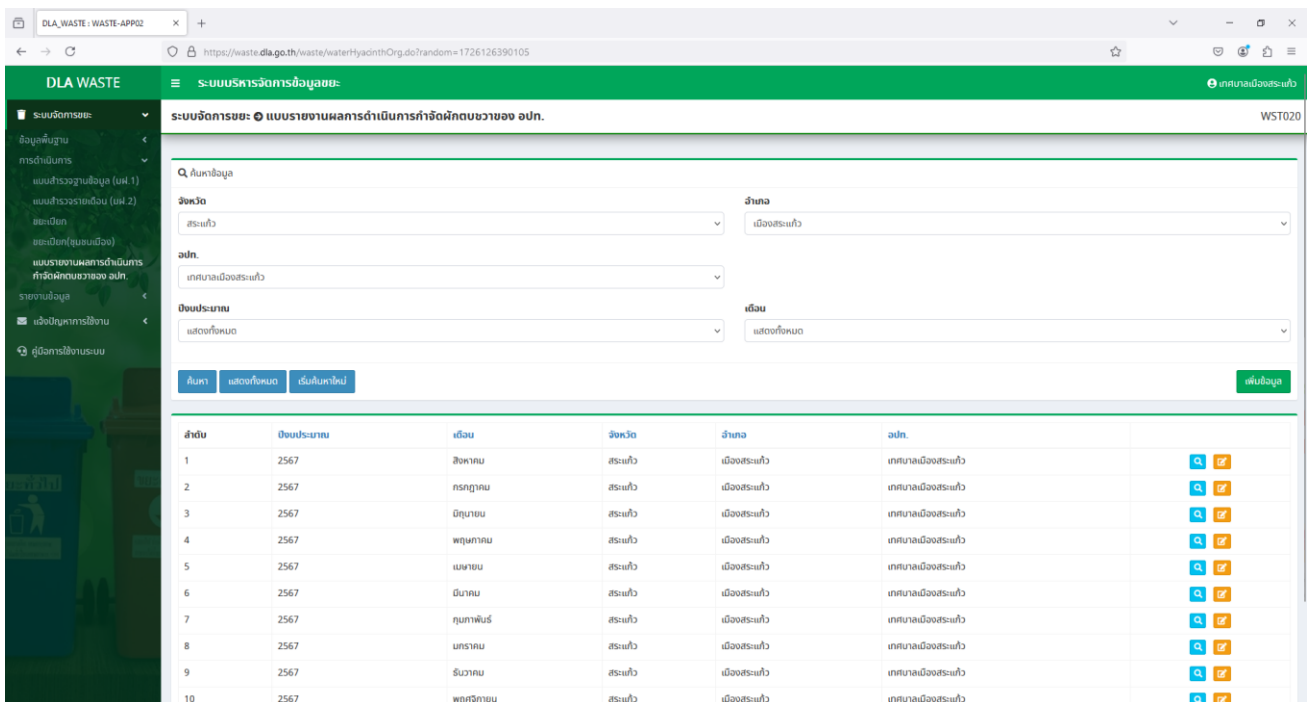 DLA_WASTE : WASTE-APP02
https://waste.dla.go.th/waste/waterHyacinthOrg.do?random=1726126390105
DLA WASTE
ระบบบริหารจัดการข้อมูลขยะ
เทศบาลเมืองสระแก้ว
ระบบจัดการขยะ
ระบบจัดการขยะ แบบรายงานผลการดำเนินการกำจัดผักตบชวาของ อปท.
WST020
ข้อมูลพื้นฐาน
การดำเนินการ
แบบสำรวจฐานข้อมูล (มฝ.1)
แบบสำรวจรายเดือน (มฝ.2)
ขยะเปียก
ขยะเปียก(ชุมชนเมือง)
แบบรายงานผลการดำเนินการ
กำจัดผักตบชวาของ อปท.
รายงานข้อมูล
แจ้งปัญหาการใช้งาน
คู่มือการใช้งานระบบ
ค้นหาข้อมูล
จังหวัด อำเภอ
สระแก้ว เมืองสระแก้ว
อปท.
เทศบาลเมืองสระแก้ว
ปีงบประมาณ เดือน
แสดงทั้งหมด แสดงทั้งหมด
ค้นหา แสดงทั้งหมด เริ่มค้นหาใหม่ เพิ่มข้อมูล
ลำดับ ปีงบประมาณ เดือน จังหวัด อำเภอ อปท.
1 2567 สิงหาคม สระแก้ว เมืองสระแก้ว เทศบาลเมืองสระแก้ว
2 2567 กรกฎาคม สระแก้ว เมืองสระแก้ว เทศบาลเมืองสระแก้ว
3 2567 มิถุนายน สระแก้ว เมืองสระแก้ว เทศบาลเมืองสระแก้ว
4 2567 พฤษภาคม สระแก้ว เมืองสระแก้ว เทศบาลเมืองสระแก้ว
5 2567 เมษายน สระแก้ว เมืองสระแก้ว เทศบาลเมืองสระแก้ว
6 2567 มีนาคม สระแก้ว เมืองสระแก้ว เทศบาลเมืองสระแก้ว
7 2567 กุมภาพันธ์ สระแก้ว เมืองสระแก้ว เทศบาลเมืองสระแก้ว
8 2567 มกราคม สระแก้ว เมืองสระแก้ว เทศบาลเมืองสระแก้ว
9 2567 ธันวาคม สระแก้ว เมืองสระแก้ว เทศบาลเมืองสระแก้ว
10 2567 พฤศจิกายน สระแก้ว เมืองสระแก้ว เทศบาลเมืองสระแก้ว